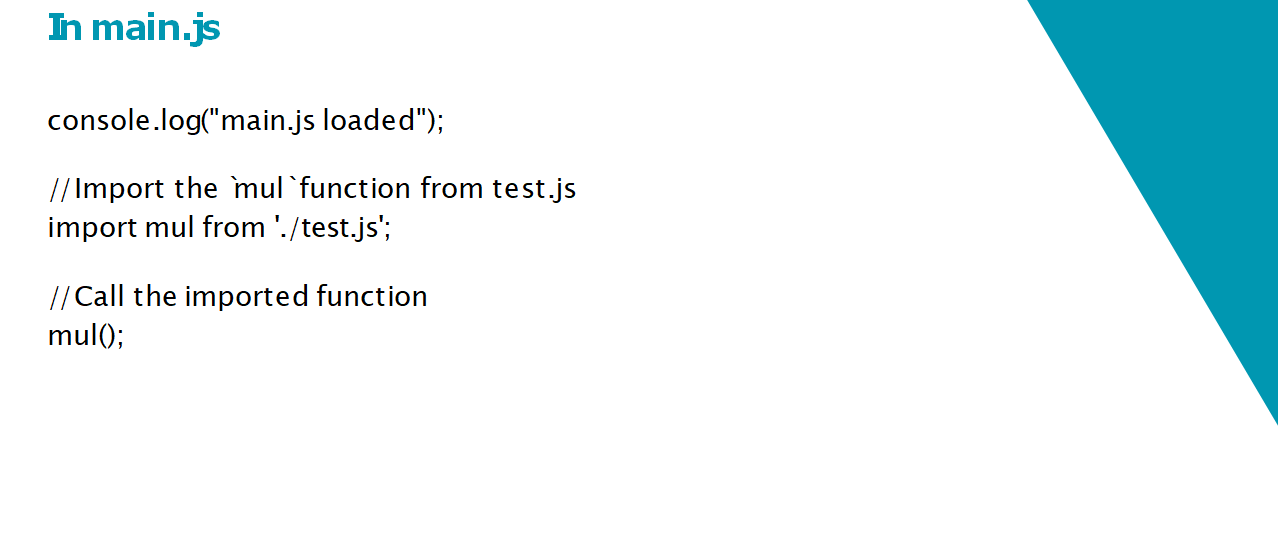 In main.js
console.log("main.js loaded");
//Import the `mul`function from test.js
import mul from './test.js';
//Call the imported function
mul();